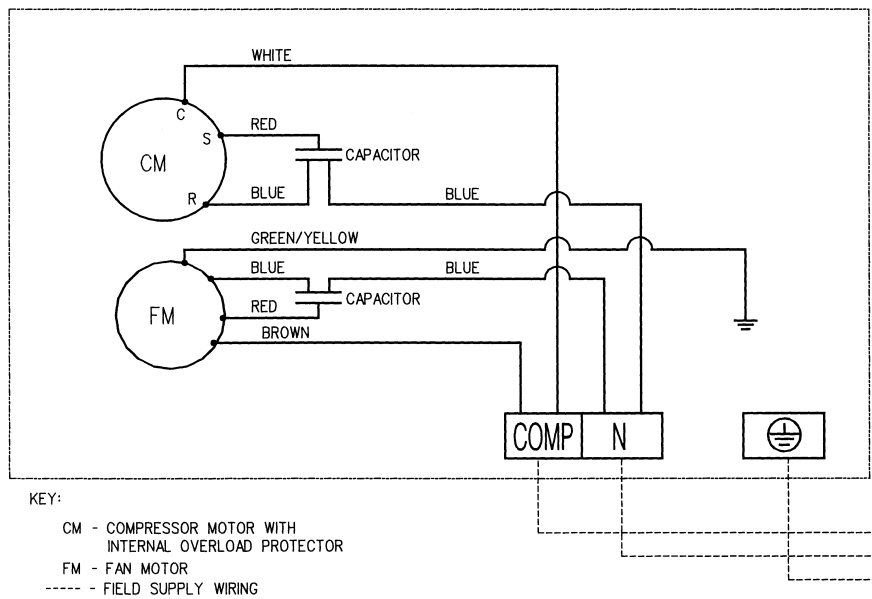 WHITE
C
S
RED
CM
CAPACITOR
R
BLUE
BLUE
GREEN/YELLOW
BLUE
BLUE
FM
RED
CAPACITOR
BROWN
COMP
N
KEY:
CM - COMPRESSOR MOTOR WITH
INTERNAL OVERLOAD PROTECTOR
FM - FAN MOTOR
----- - FIELD SUPPLY WIRING